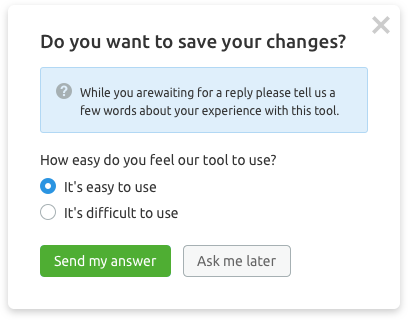 Do you want to save your changes?
While you arewaiting for a reply please tell us a
few words about your experience with this tool.
How easy do you feel our tool to use?
It's easy to use
It's difficult to use
Send my answer
Ask me later